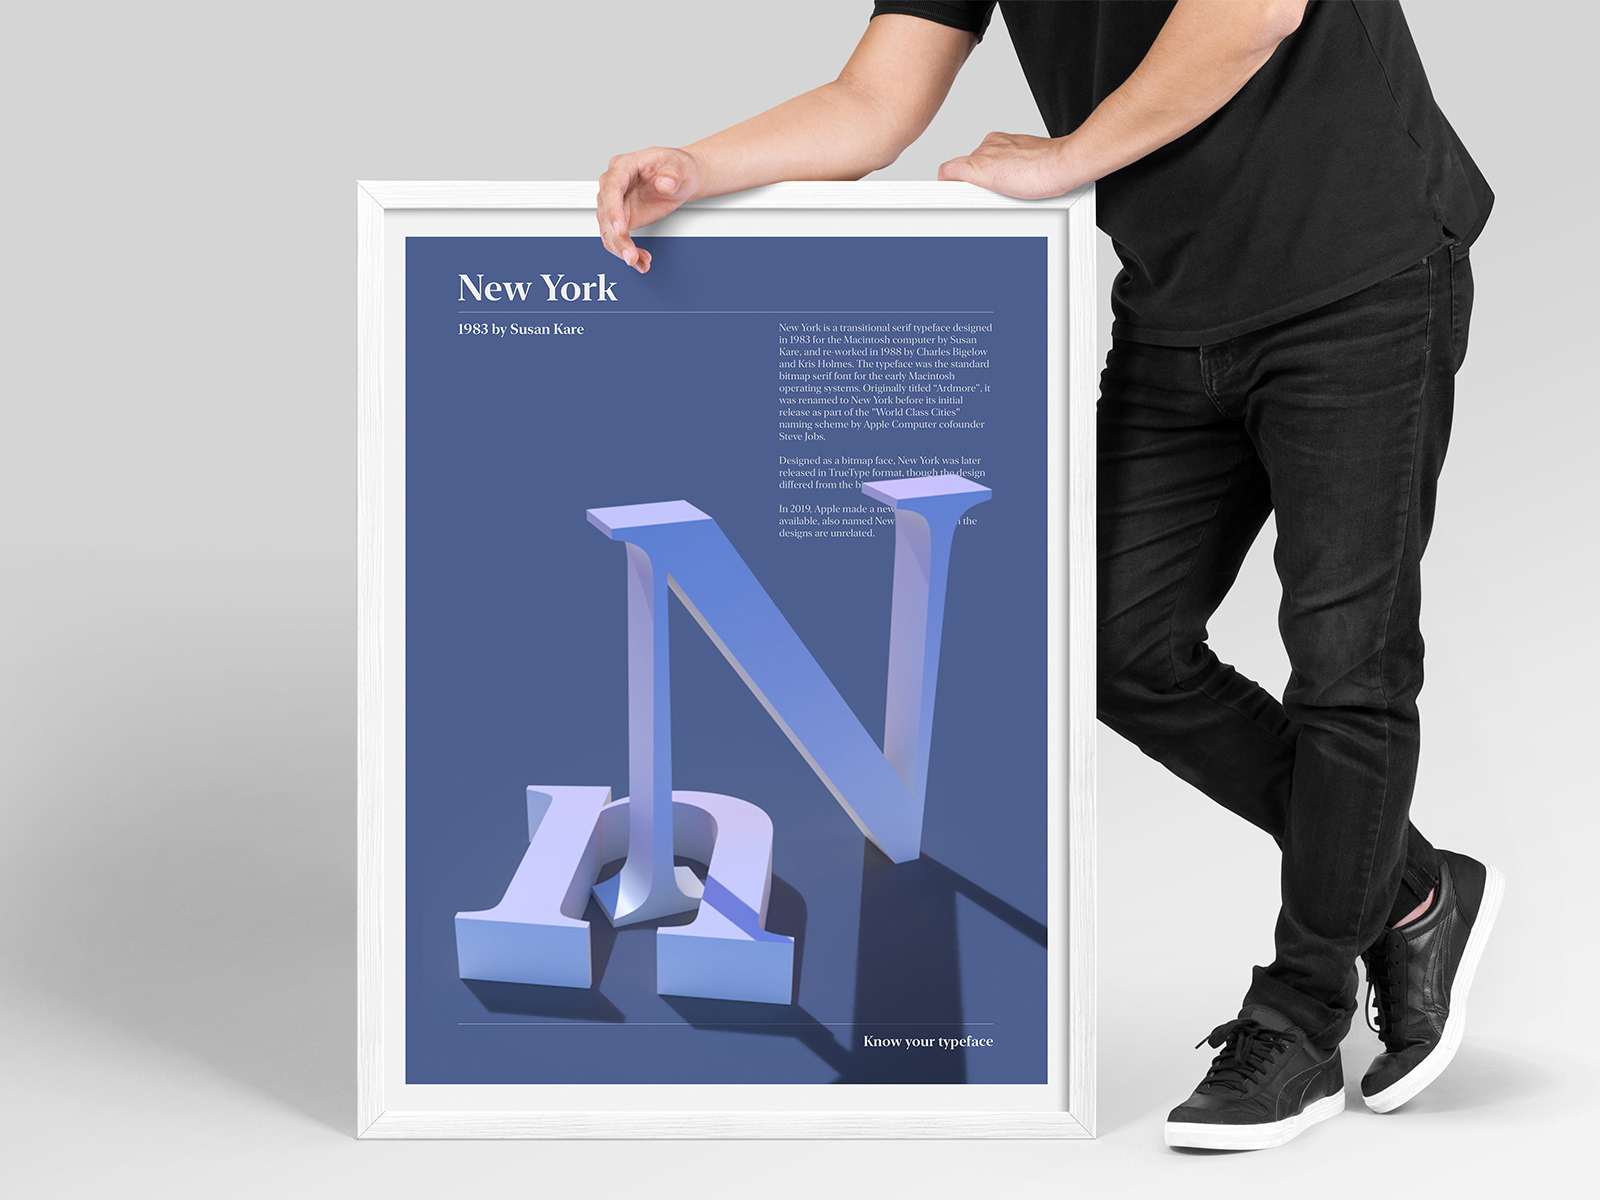 New York
1983 by Susan Kare
New York is a transitional serif typeface designed
in 1983 for the Macintosh computer by Susan
Kare, and re-worked in 1988 by Charles Bigelow
and Kris Holmes. The typeface was the standard
bitmap serif font for the early Macintosh
operating systems. Originally titled “Ardmore”, it
was renamed to New York before its initial
release as part of the "World Class Cities"
naming scheme by Apple Computer cofounder
Steve Jobs.
Designed as a bitmap face, New York was later
released in TrueType format, though the design
differed from the
In 2019, Apple made a new
available, also named New the
designs are unrelated.
N
n
Know your typeface